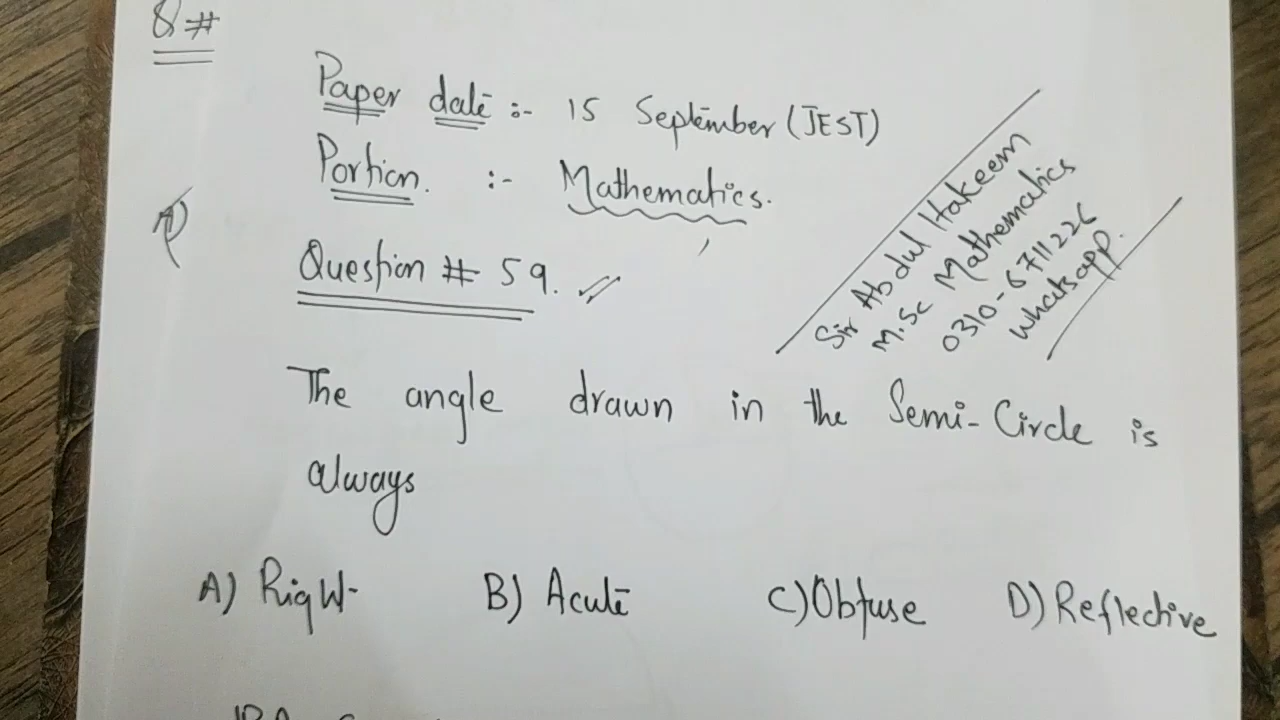 Q#
Paper date :- 15 September (JEST)
Portion. :- Mathematics.
Question # 59.
Sir Abdul Hakeem
M.Sc Mathematics
0310-6711226
whatsapp.
The angle drawn in the Semi-Circle is
always
A) Right B) Acute C) Obtuse D) Reflective